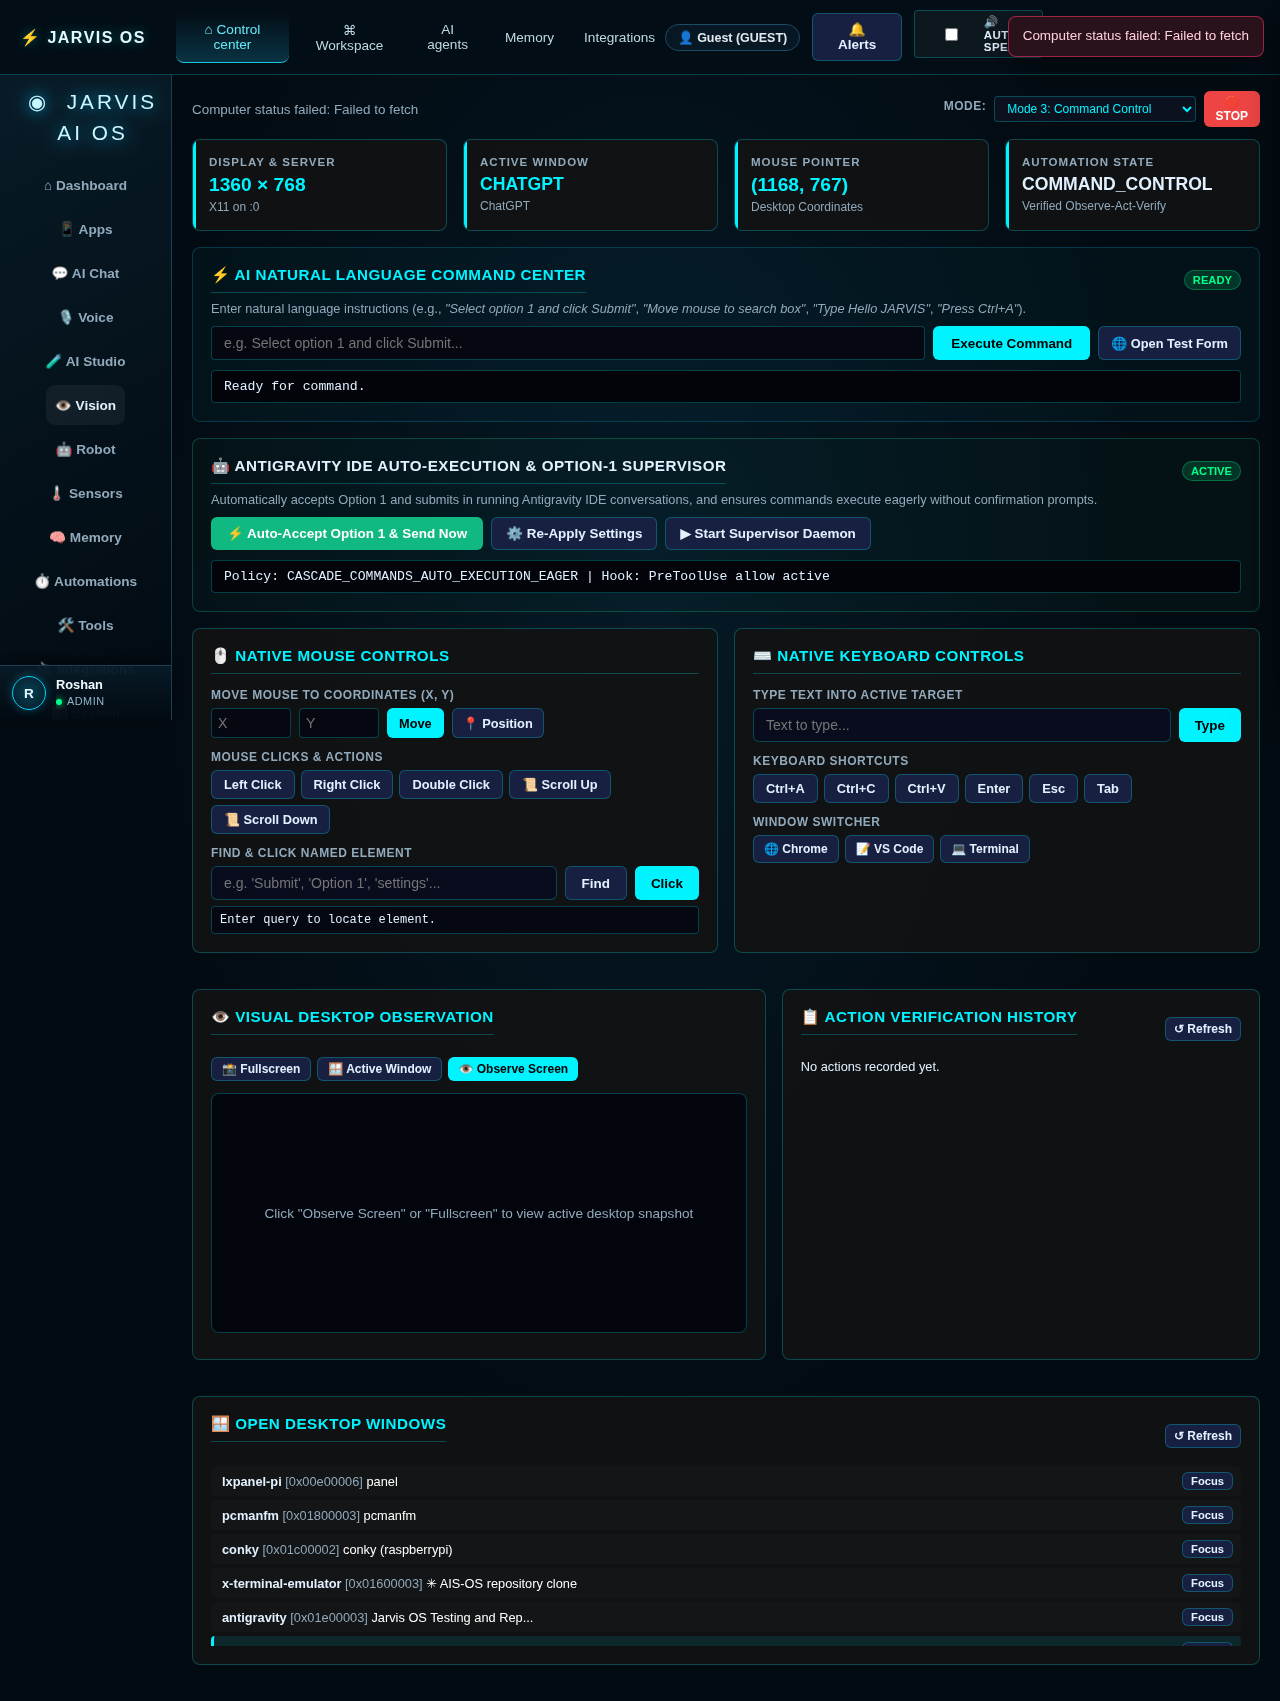 ⚡ JARVIS OS
⌂ Control center
⌘ Workspace
AI agents
Memory
Integrations
👤 Guest (GUEST)
🔔 Alerts
🔊
Computer status failed: Failed to fetch
◉ JARVIS AI OS
⌂ Dashboard
📱 Apps
💬 AI Chat
🎙️ Voice
🧪 AI Studio
👁️ Vision
🤖 Robot
🌡️ Sensors
🧠 Memory
⏱️ Automations
🛠️ Tools
Integrations
R
Roshan
ADMIN
Computer status failed: Failed to fetch
MODE:
Mode 3: Command Control
STOP
DISPLAY & SERVER
1360 × 768
X11 on :0
ACTIVE WINDOW
CHATGPT
ChatGPT
MOUSE POINTER
(1168, 767)
Desktop Coordinates
AUTOMATION STATE
COMMAND_CONTROL
Verified Observe-Act-Verify
⚡ AI NATURAL LANGUAGE COMMAND CENTER
READY
Enter natural language instructions (e.g., "Select option 1 and click Submit", "Move mouse to search box", "Type Hello JARVIS", "Press Ctrl+A").
e.g. Select option 1 and click Submit...
Execute Command
🌐 Open Test Form
Ready for command.
🤖 ANTIGRAVITY IDE AUTO-EXECUTION & OPTION-1 SUPERVISOR
ACTIVE
Automatically accepts Option 1 and submits in running Antigravity IDE conversations, and ensures commands execute eagerly without confirmation prompts.
⚡ Auto-Accept Option 1 & Send Now
⚙️ Re-Apply Settings
▶ Start Supervisor Daemon
Policy: CASCADE_COMMANDS_AUTO_EXECUTION_EAGER | Hook: PreToolUse allow active
🖱️ NATIVE MOUSE CONTROLS
MOVE MOUSE TO COORDINATES (X, Y)
X
Y
Move
📍 Position
MOUSE CLICKS & ACTIONS
Left Click
Right Click
Double Click
📜 Scroll Up
📜 Scroll Down
FIND & CLICK NAMED ELEMENT
e.g. 'Submit', 'Option 1', 'settings'...
Find
Click
Enter query to locate element.
⌨️ NATIVE KEYBOARD CONTROLS
TYPE TEXT INTO ACTIVE TARGET
Text to type...
Type
KEYBOARD SHORTCUTS
Ctrl+A
Ctrl+C
Ctrl+V
Enter
Esc
Tab
WINDOW SWITCHER
🌐 Chrome
📝 VS Code
💻 Terminal
👁️ VISUAL DESKTOP OBSERVATION
📸 Fullscreen
🪟 Active Window
👁️ Observe Screen
Click "Observe Screen" or "Fullscreen" to view active desktop snapshot
📋 ACTION VERIFICATION HISTORY
↺ Refresh
No actions recorded yet.
🪟 OPEN DESKTOP WINDOWS
↺ Refresh
lxpanel-pi [0x00e00006] panel
Focus
pcmanfm [0x01800003] pcmanfm
Focus
conky [0x01c00002] conky (raspberrypi)
Focus
x-terminal-emulator [0x01600003] ✳ AIS-OS repository clone
Focus
antigravity [0x01e00003] Jarvis OS Testing and Rep...
Focus